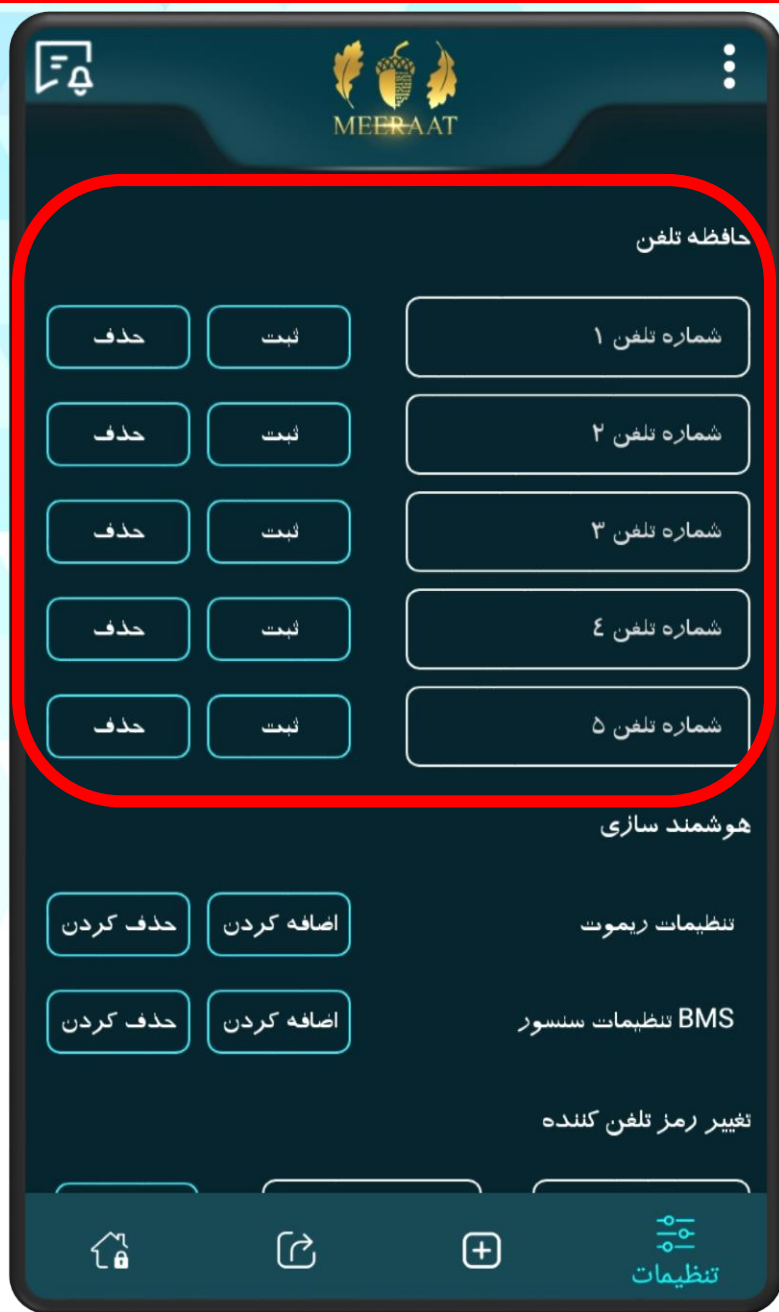 MEERAAT
حافظه تلفن
شماره تلفن ۱ ثبت حذف
شماره تلفن ۲ ثبت حذف
شماره تلفن ۳ ثبت حذف
شماره تلفن ٤ ثبت حذف
شماره تلفن ۵ ثبت حذف
هوشمند سازی
تنظیمات ریموت اضافه کردن حذف کردن
BMS تنظیمات سنسور اضافه کردن حذف کردن
تغییر رمز تلفن کننده
تنظیمات